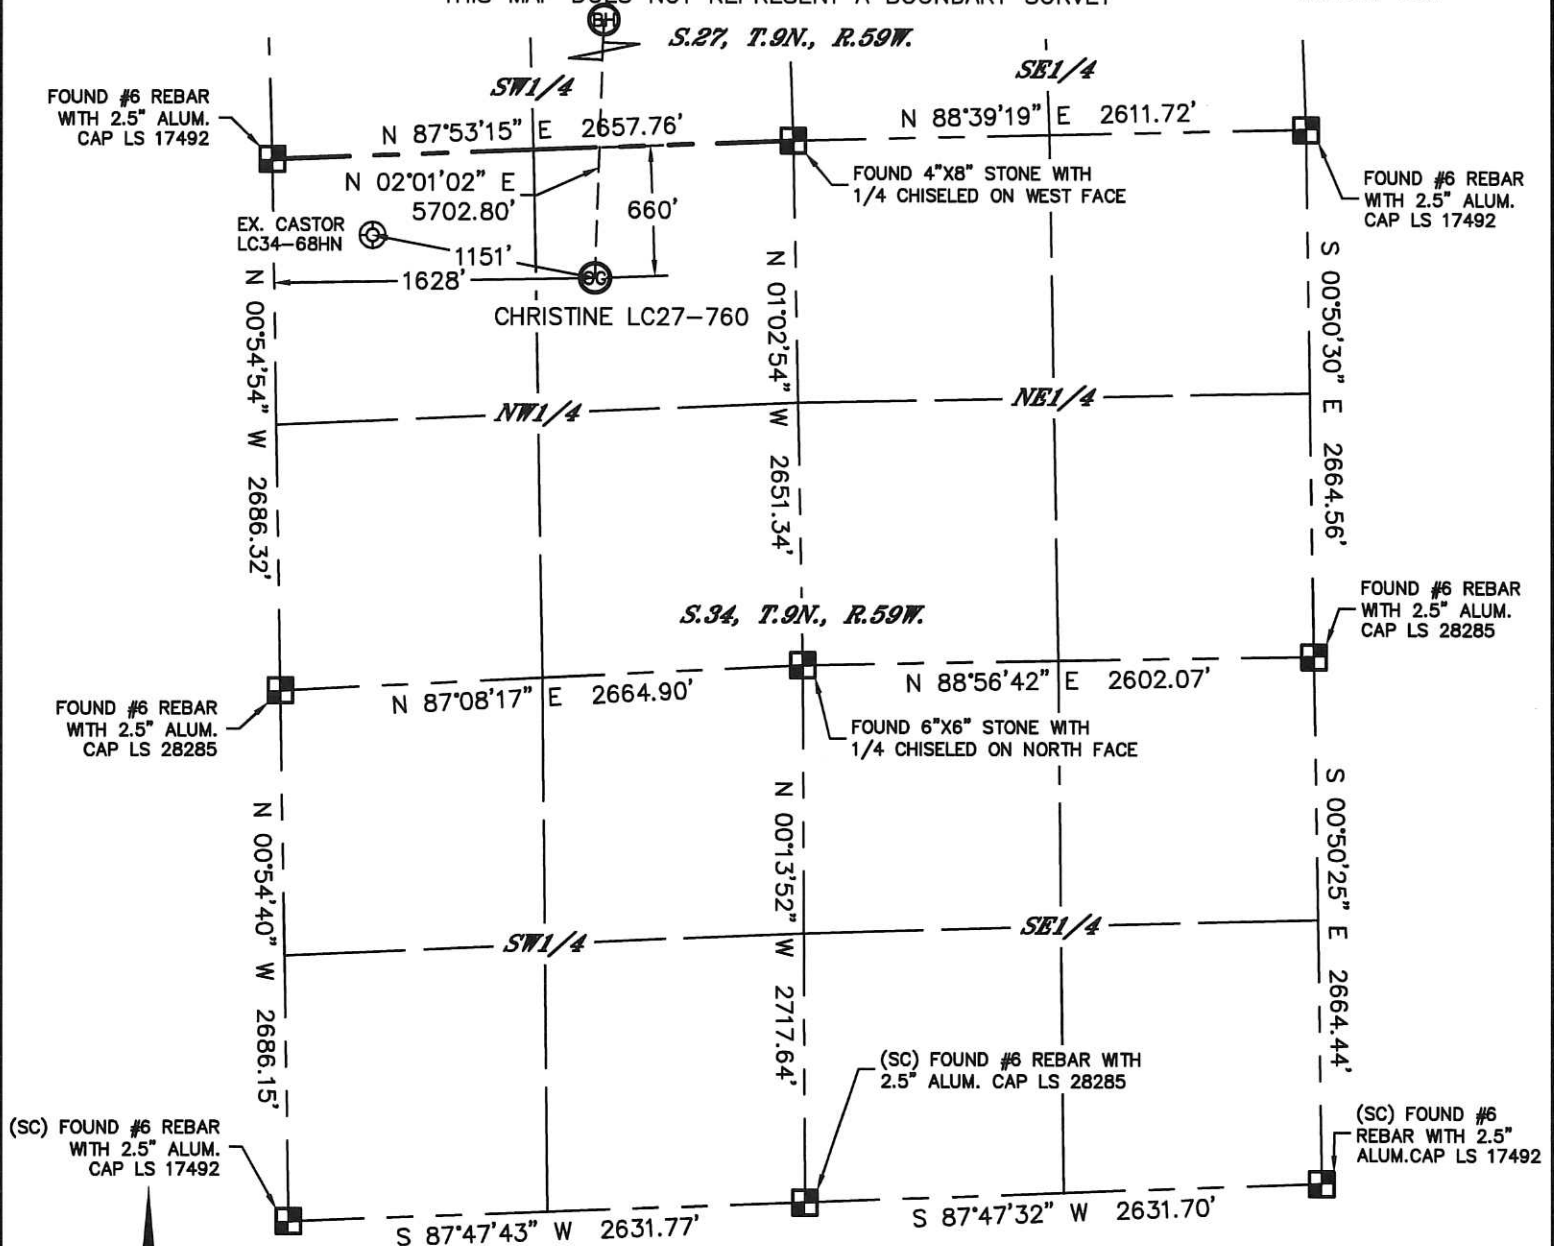 THIS MAP DOES NOT REPRESENT A BOUNDARY SURVEY
BH
S.27, T.9N., R.59W.
SW1/4
SE1/4
FOUND #6 REBAR
WITH 2.5" ALUM.
CAP LS 17492
N 87°53'15" E 2657.76'
N 88°39'19" E 2611.72'
FOUND 4"X8" STONE WITH
1/4 CHISELED ON WEST FACE
FOUND #6 REBAR
WITH 2.5" ALUM.
CAP LS 17492
N 02°01'02" E
5702.80'
660'
EX. CASTOR
LC34-68HN
1151'
1628'
CHRISTINE LC27-760
N 00°54'54" W 2686.32'
N 01°02'54" W 2651.34'
S 00°50'30" E 2664.56'
NW1/4
NE1/4
S.34, T.9N., R.59W.
FOUND #6 REBAR
WITH 2.5" ALUM.
CAP LS 28285
N 87°08'17" E 2664.90'
N 88°56'42" E 2602.07'
FOUND #6 REBAR
WITH 2.5" ALUM.
CAP LS 28285
FOUND 6"X6" STONE WITH
1/4 CHISELED ON NORTH FACE
N 00°54'40" W 2686.15'
N 00°13'52" W 2717.64'
S 00°50'25" E 2664.44'
SW1/4
SE1/4
(SC) FOUND #6 REBAR WITH
2.5" ALUM. CAP LS 28285
(SC) FOUND #6 REBAR
WITH 2.5" ALUM.
CAP LS 17492
(SC) FOUND #6
REBAR WITH 2.5"
ALUM.CAP LS 17492
S 87°47'43" W 2631.77'
S 87°47'32" W 2631.70'